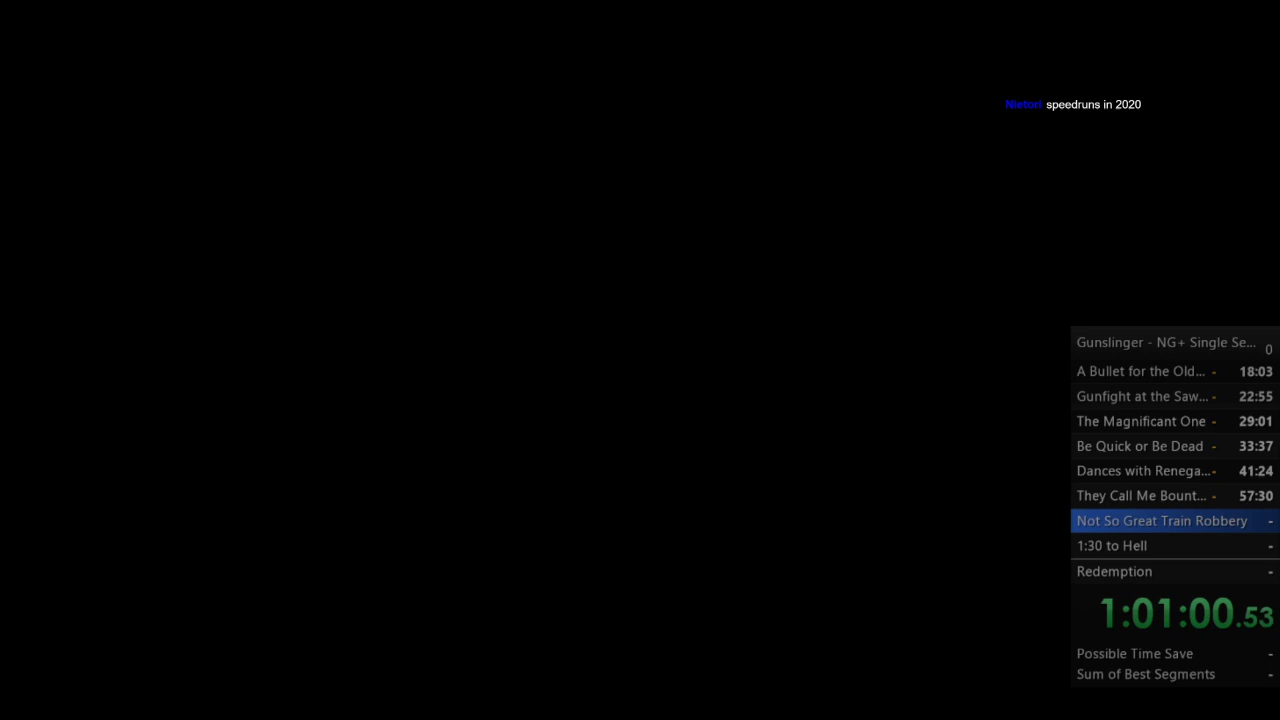 Nietori speedruns in 2020
Gunslinger - NG+ Single Se...
0
A Bullet for the Old... - 18:03
Gunfight at the Saw... - 22:55
The Magnificant One - 29:01
Be Quick or Be Dead - 33:37
Dances with Renega... - 41:24
They Call Me Bount... - 57:30
Not So Great Train Robbery -
1:30 to Hell -
Redemption -
1:01:00.53
Possible Time Save -
Sum of Best Segments -